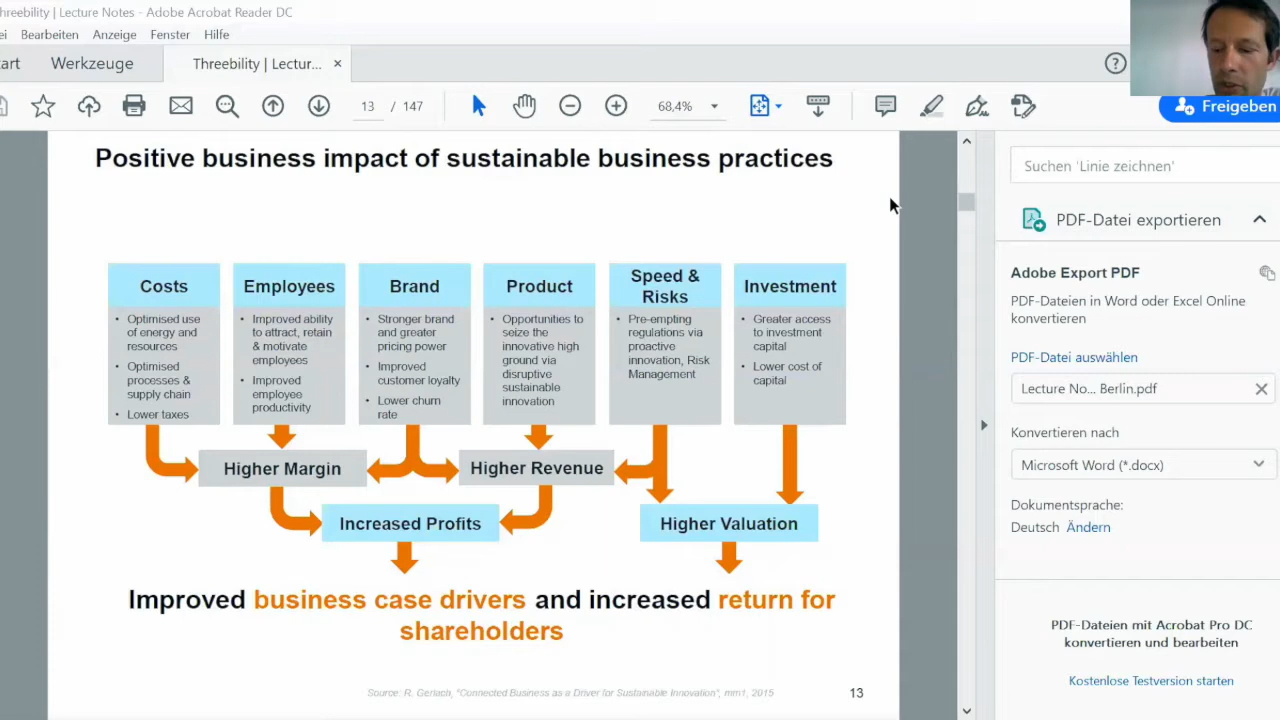 hreebility | Lecture Notes - Adobe Acrobat Reader DC
ei Bearbeiten Anzeige Fenster Hilfe
art Werkzeuge Threebility | Lectur... ×
13 / 147 68,4% Freigeben
Positive business impact of sustainable business practices
Costs
• Optimised use
of energy and
resources
• Optimised
processes &
supply chain
• Lower taxes
Employees
• Improved ability
to attract, retain
& motivate
employees
• Improved
employee
productivity
Brand
• Stronger brand
and greater
pricing power
• Improved
customer loyalty
• Lower churn
rate
Product
• Opportunities to
seize the
innovative high
ground via
disruptive
sustainable
innovation
Speed &
Risks
• Pre-empting
regulations via
proactive
innovation, Risk
Management
Investment
• Greater access
to investment
capital
• Lower cost of
capital
Higher Margin
Higher Revenue
Increased Profits
Higher Valuation
Improved business case drivers and increased return for
shareholders
Source: R. Gerlach, "Connected Business as a Driver for Sustainable Innovation", mm1, 2015
13
Suchen 'Linie zeichnen'
PDF-Datei exportieren
Adobe Export PDF
PDF-Dateien in Word oder Excel Online
konvertieren
PDF-Datei auswählen
Lecture No... Berlin.pdf
Konvertieren nach
Microsoft Word (*.docx)
Dokumentsprache:
Deutsch Ändern
PDF-Dateien mit Acrobat Pro DC
konvertieren und bearbeiten
Kostenlose Testversion starten